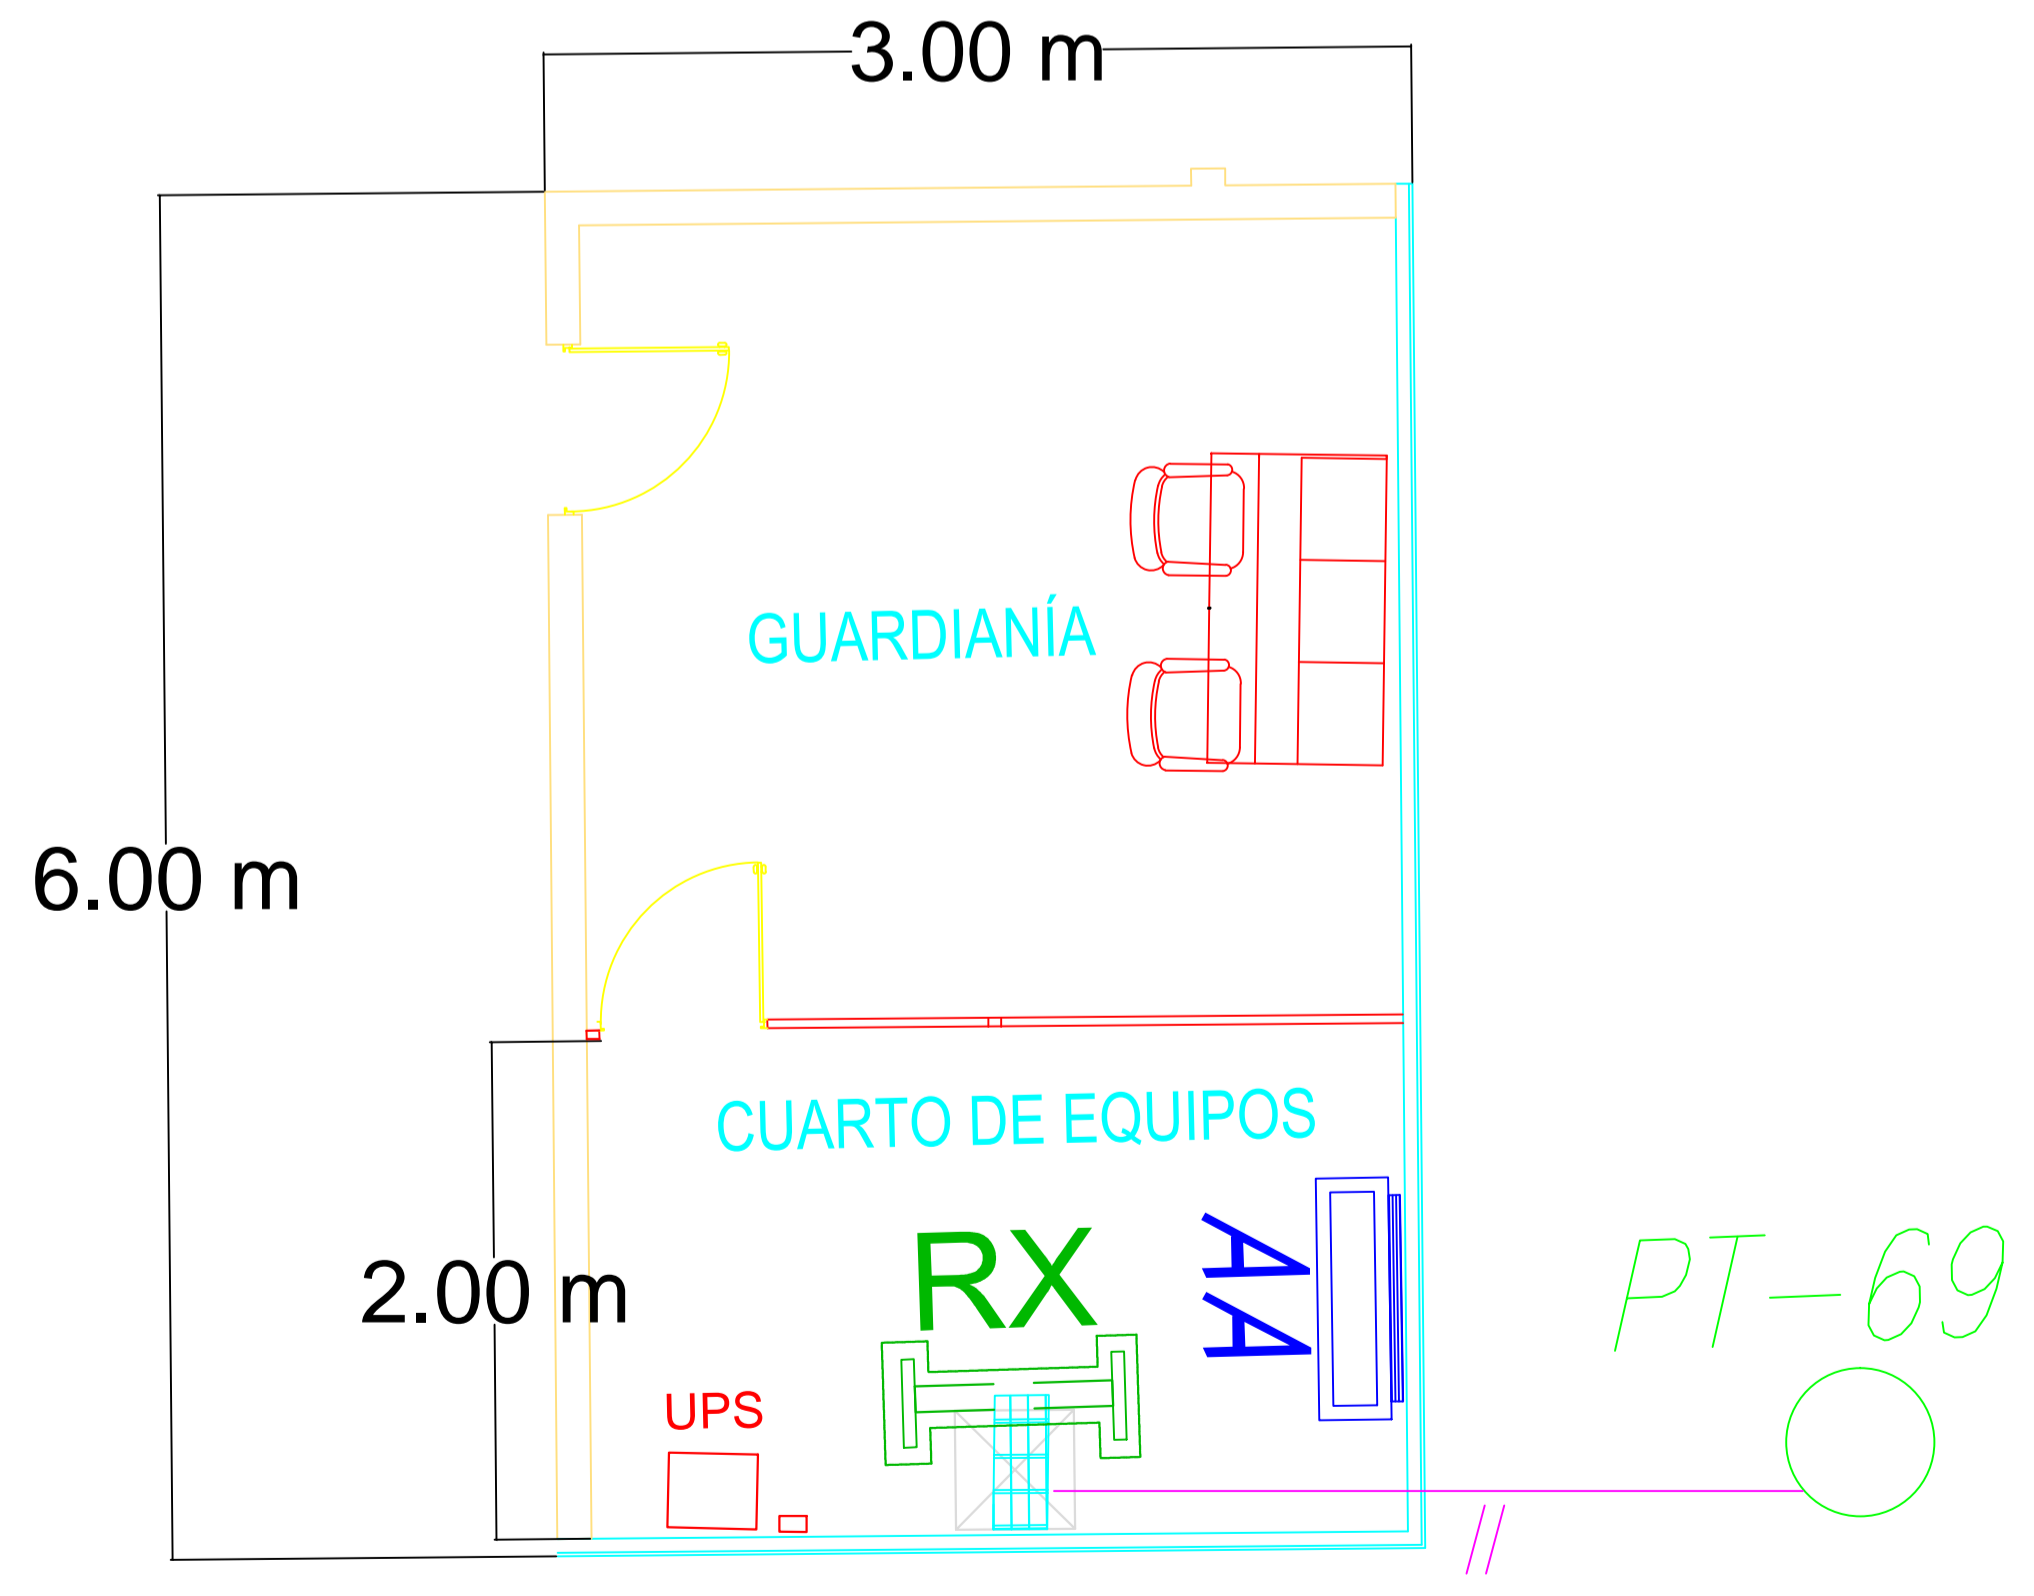 3.00 m
GUARDIANÍA
6.00 m
CUARTO DE EQUIPOS
RX
AA
2.00 m
PT-69
UPS